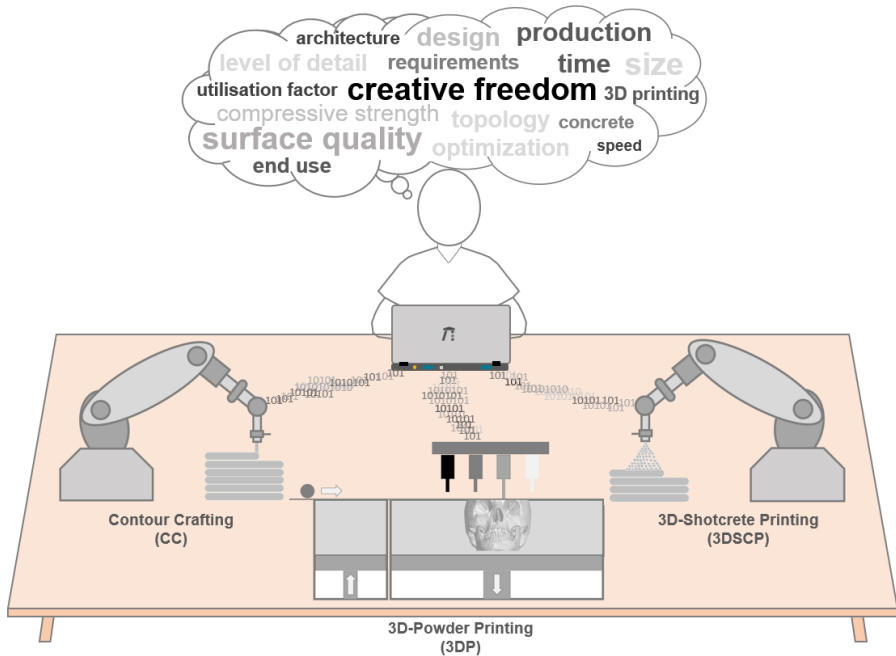 architecture design production
level of detail requirements time size
utilisation factor creative freedom 3D printing
compressive strength topology concrete
surface quality optimization speed
end use
Contour Crafting
(CC)
3D-Shotcrete Printing
(3DSCP)
3D-Powder Printing
(3DP)